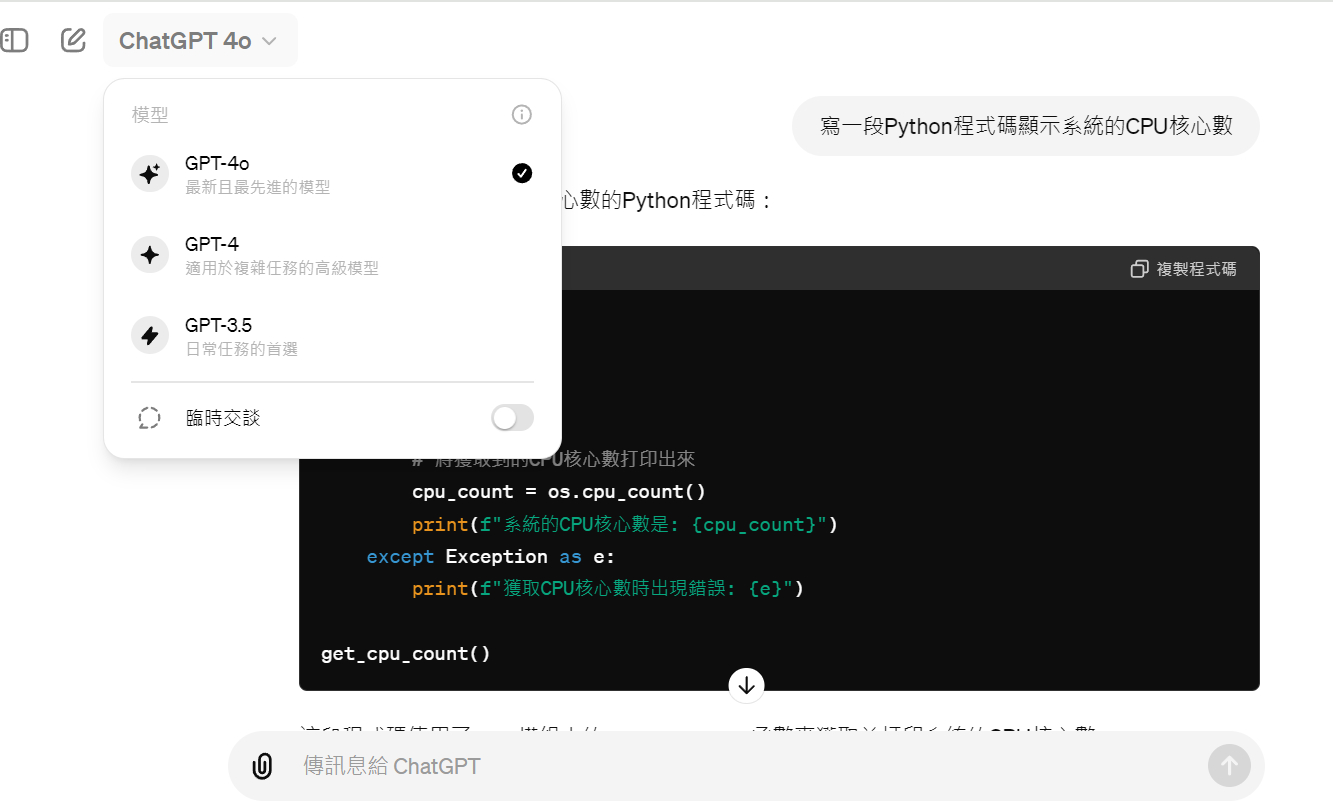 ChatGPT 4o
模型
GPT-4o
最新且最先進的模型
GPT-4
適用於複雜任務的高級模型
GPT-3.5
日常任務的首選
臨時交談
寫一段Python程式碼顯示系統的CPU核心數
心數的Python程式碼：
複製程式碼
# 將獲取到的CPU核心數打印出來
cpu_count = os.cpu_count()
print(f"系統的CPU核心數是: {cpu_count}")
except Exception as e:
print(f"獲取CPU核心數時出現錯誤: {e}")
get_cpu_count()
傳訊息給 ChatGPT